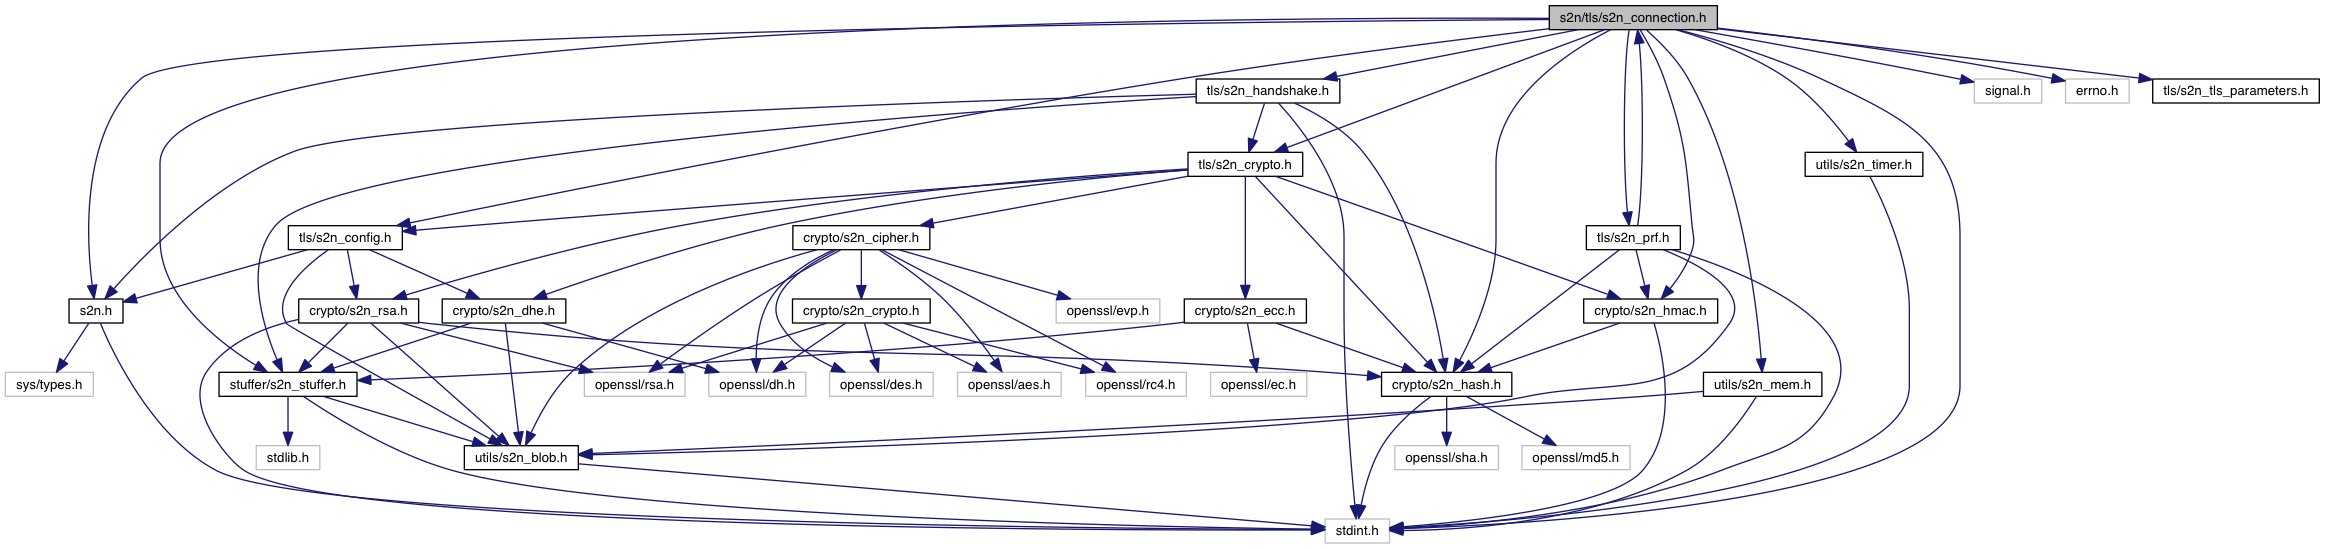 s2n/tls/s2n_connection.h
tls/s2n_handshake.h
signal.h
errno.h
tls/s2n_tls_parameters.h
tls/s2n_crypto.h
utils/s2n_timer.h
tls/s2n_config.h
crypto/s2n_cipher.h
tls/s2n_prf.h
s2n.h
crypto/s2n_rsa.h
crypto/s2n_dhe.h
crypto/s2n_crypto.h
openssl/evp.h
crypto/s2n_ecc.h
crypto/s2n_hmac.h
sys/types.h
stuffer/s2n_stuffer.h
openssl/rsa.h
openssl/dh.h
openssl/des.h
openssl/aes.h
openssl/rc4.h
openssl/ec.h
crypto/s2n_hash.h
utils/s2n_mem.h
stdlib.h
utils/s2n_blob.h
openssl/sha.h
openssl/md5.h
stdint.h